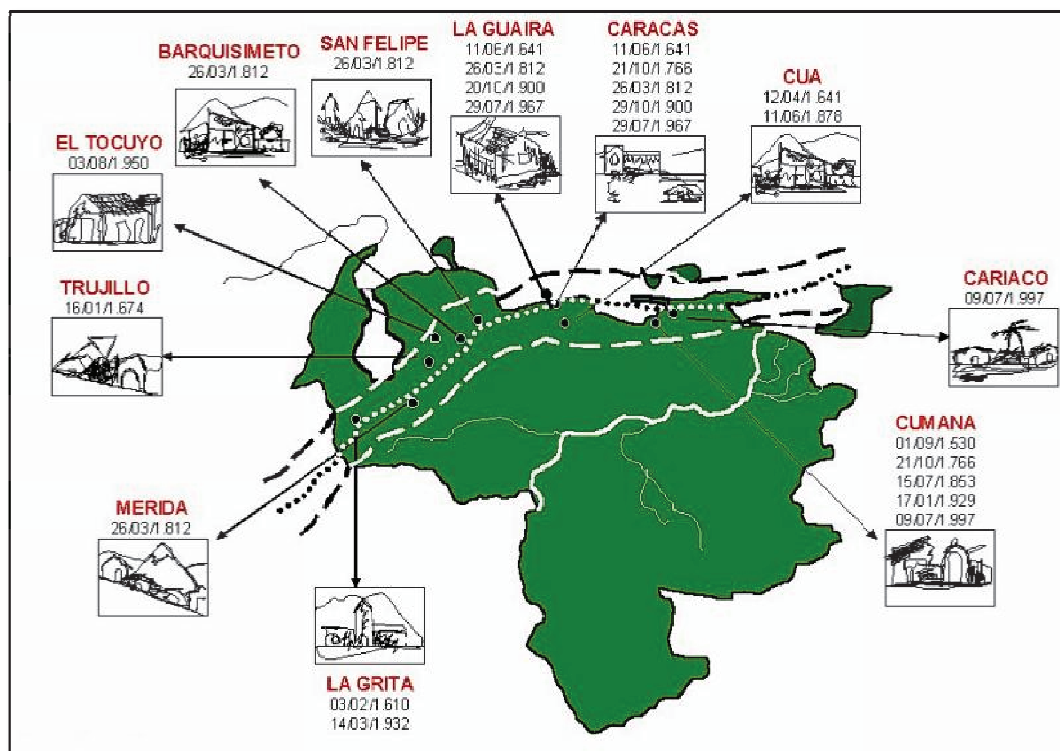 BARQUISIMETO
26/03/1.812
SAN FELIPE
26/03/1.812
LA GUAIRA
11/06/1.641
26/03/1.812
20/10/1.900
29/07/1.967
CARACAS
11/06/1.641
21/10/1.766
26/03/1.812
29/10/1.900
29/07/1.967
CUA
12/04/1.641
11/06/1.878
EL TOCUYO
03/08/1.950
TRUJILLO
16/01/1.674
CARIACO
09/07/1.997
CUMANA
01/09/1.530
21/10/1.766
15/07/1.853
17/01/1.929
09/07/1.997
MERIDA
26/03/1.812
LA GRITA
03/02/1.610
14/03/1.932